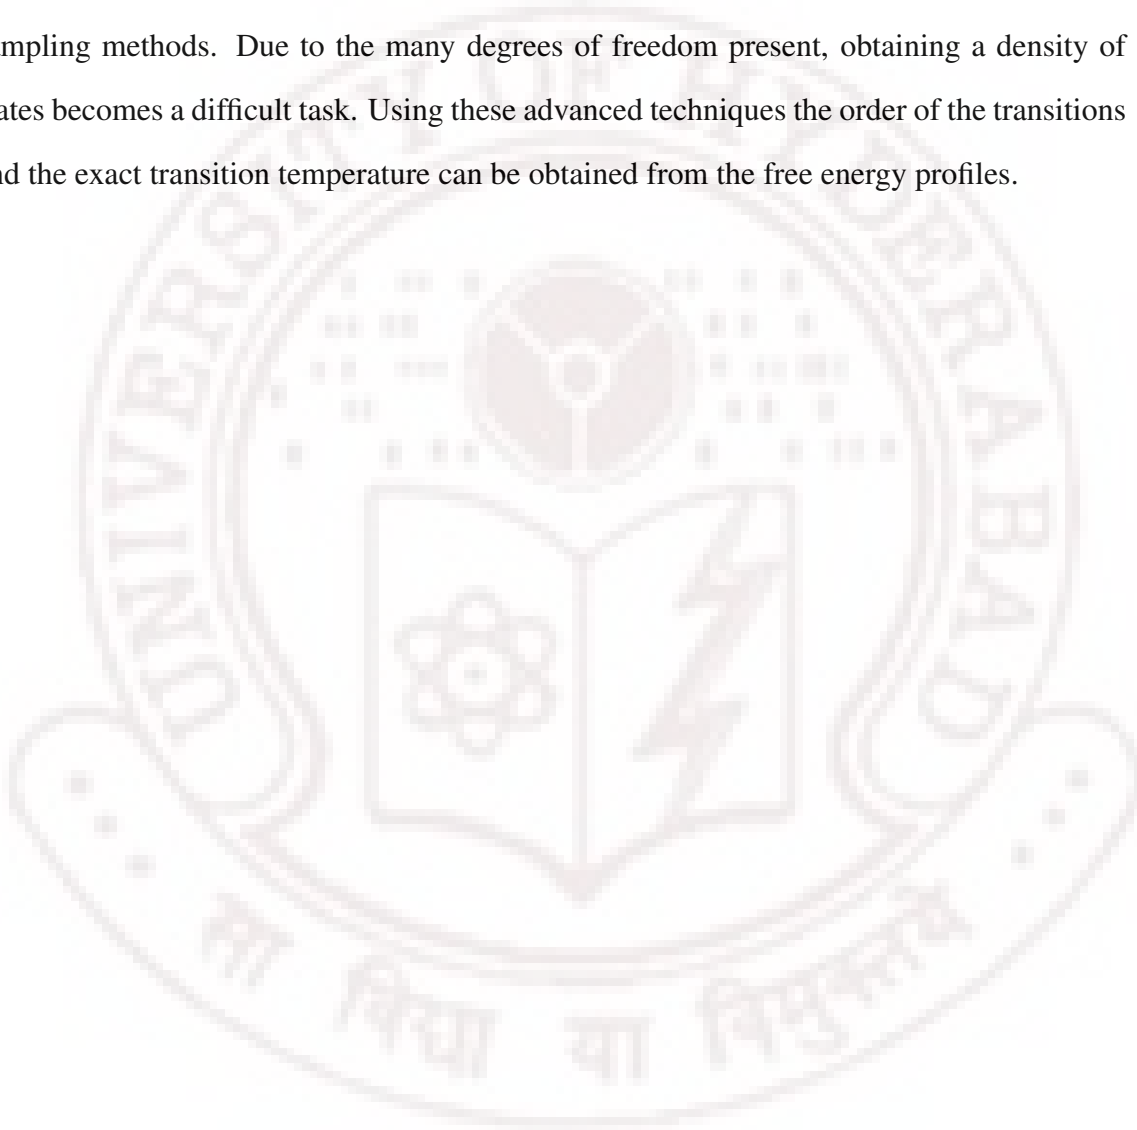 mpling methods. Due to the many degrees of freedom present, obtaining a density of
ates becomes a difficult task. Using these advanced techniques the order of the transitions
nd the exact transition temperature can be obtained from the free energy profiles.
UNIVERSITY OF HYDERABAD
सा विद्या या विमुक्तये